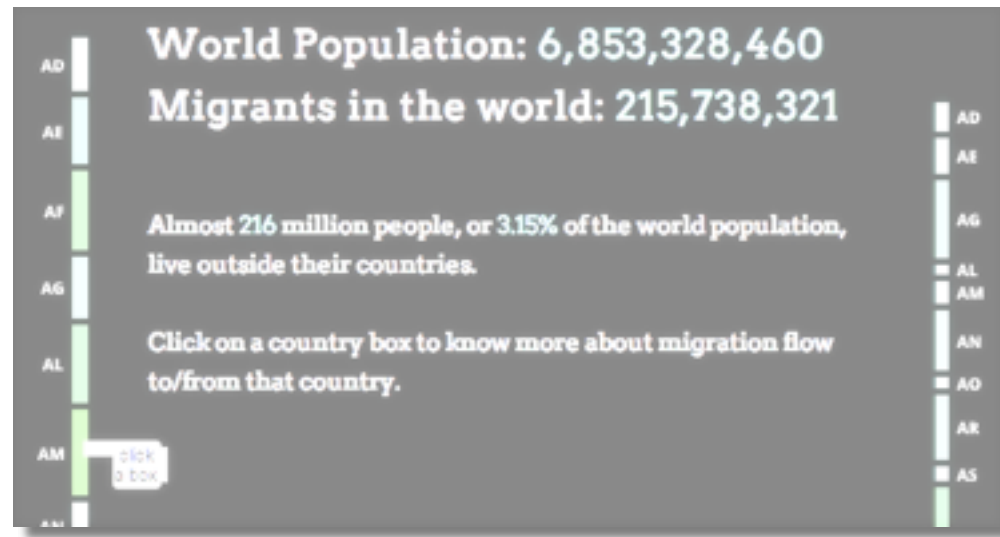 World Population: 6,853,328,460
Migrants in the world: 215,738,321
Almost 216 million people, or 3.15% of the world population,
live outside their countries.
Click on a country box to know more about migration flow
to/from that country.
AD
AE
AF
AG
AL
AM
click
a box
AN
AD
AE
AG
AL
AM
AN
AO
AR
AS